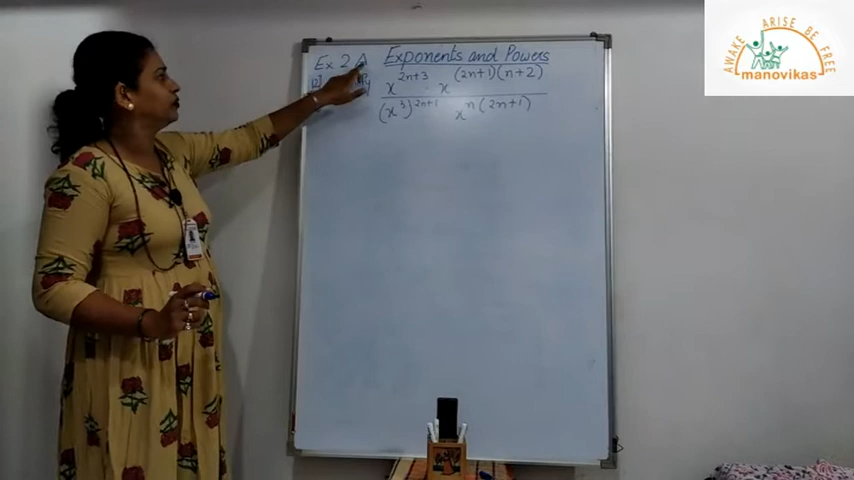 Ex 2 A Exponents and Powers
x^{2n+3} · x^{(2n+1)(n+2)}
(x^3)^{2n+1} x^{n(2n+1)}
AWAKE ARISE BE FREE
manovikas